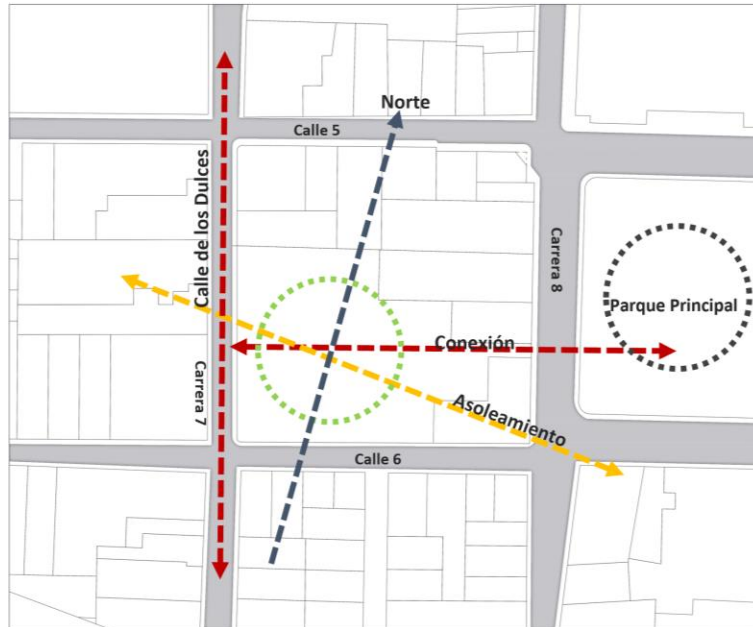 Norte
Calle 5
Calle de los Dulces
Carrera 8
Parque Principal
Conexión
Carrera 7
Asoleamiento
Calle 6